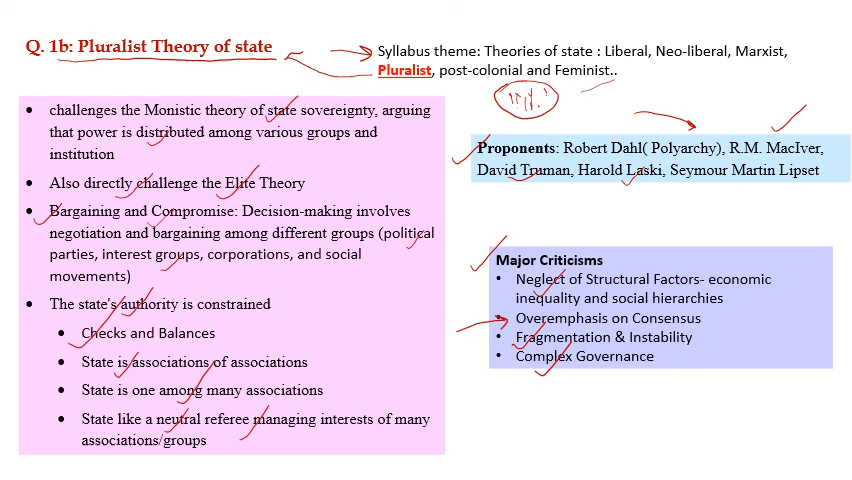 Q. 1b: Pluralist Theory of state
Syllabus theme: Theories of state : Liberal, Neo-liberal, Marxist,
Pluralist, post-colonial and Feminist..
• challenges the Monistic theory of state sovereignty, arguing
that power is distributed among various groups and
institution
• Also directly challenge the Elite Theory
• Bargaining and Compromise: Decision-making involves
negotiation and bargaining among different groups (political
parties, interest groups, corporations, and social
movements)
• The state's authority is constrained
• Checks and Balances
• State is associations of associations
• State is one among many associations
• State like a neutral referee managing interests of many
associations/groups
Proponents: Robert Dahl( Polyarchy), R.M. MacIver,
David Truman, Harold Laski, Seymour Martin Lipset
Major Criticisms
• Neglect of Structural Factors- economic
inequality and social hierarchies
• Overemphasis on Consensus
• Fragmentation & Instability
• Complex Governance